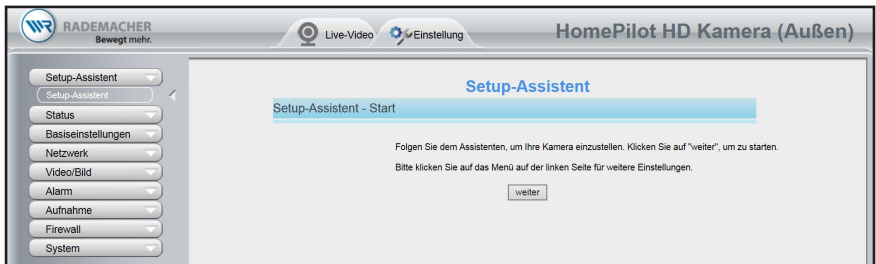 RADEMACHER
Bewegt mehr.
Live-Video
Einstellung
HomePilot HD Kamera (Außen)
Setup-Assistent
Setup-Assistent
Status
Basiseinstellungen
Netzwerk
Video/Bild
Alarm
Aufnahme
Firewall
System
Setup-Assistent
Setup-Assistent - Start
Folgen Sie dem Assistenten, um Ihre Kamera einzustellen. Klicken Sie auf "weiter", um zu starten.
Bitte klicken Sie auf das Menü auf der linken Seite für weitere Einstellungen.
weiter